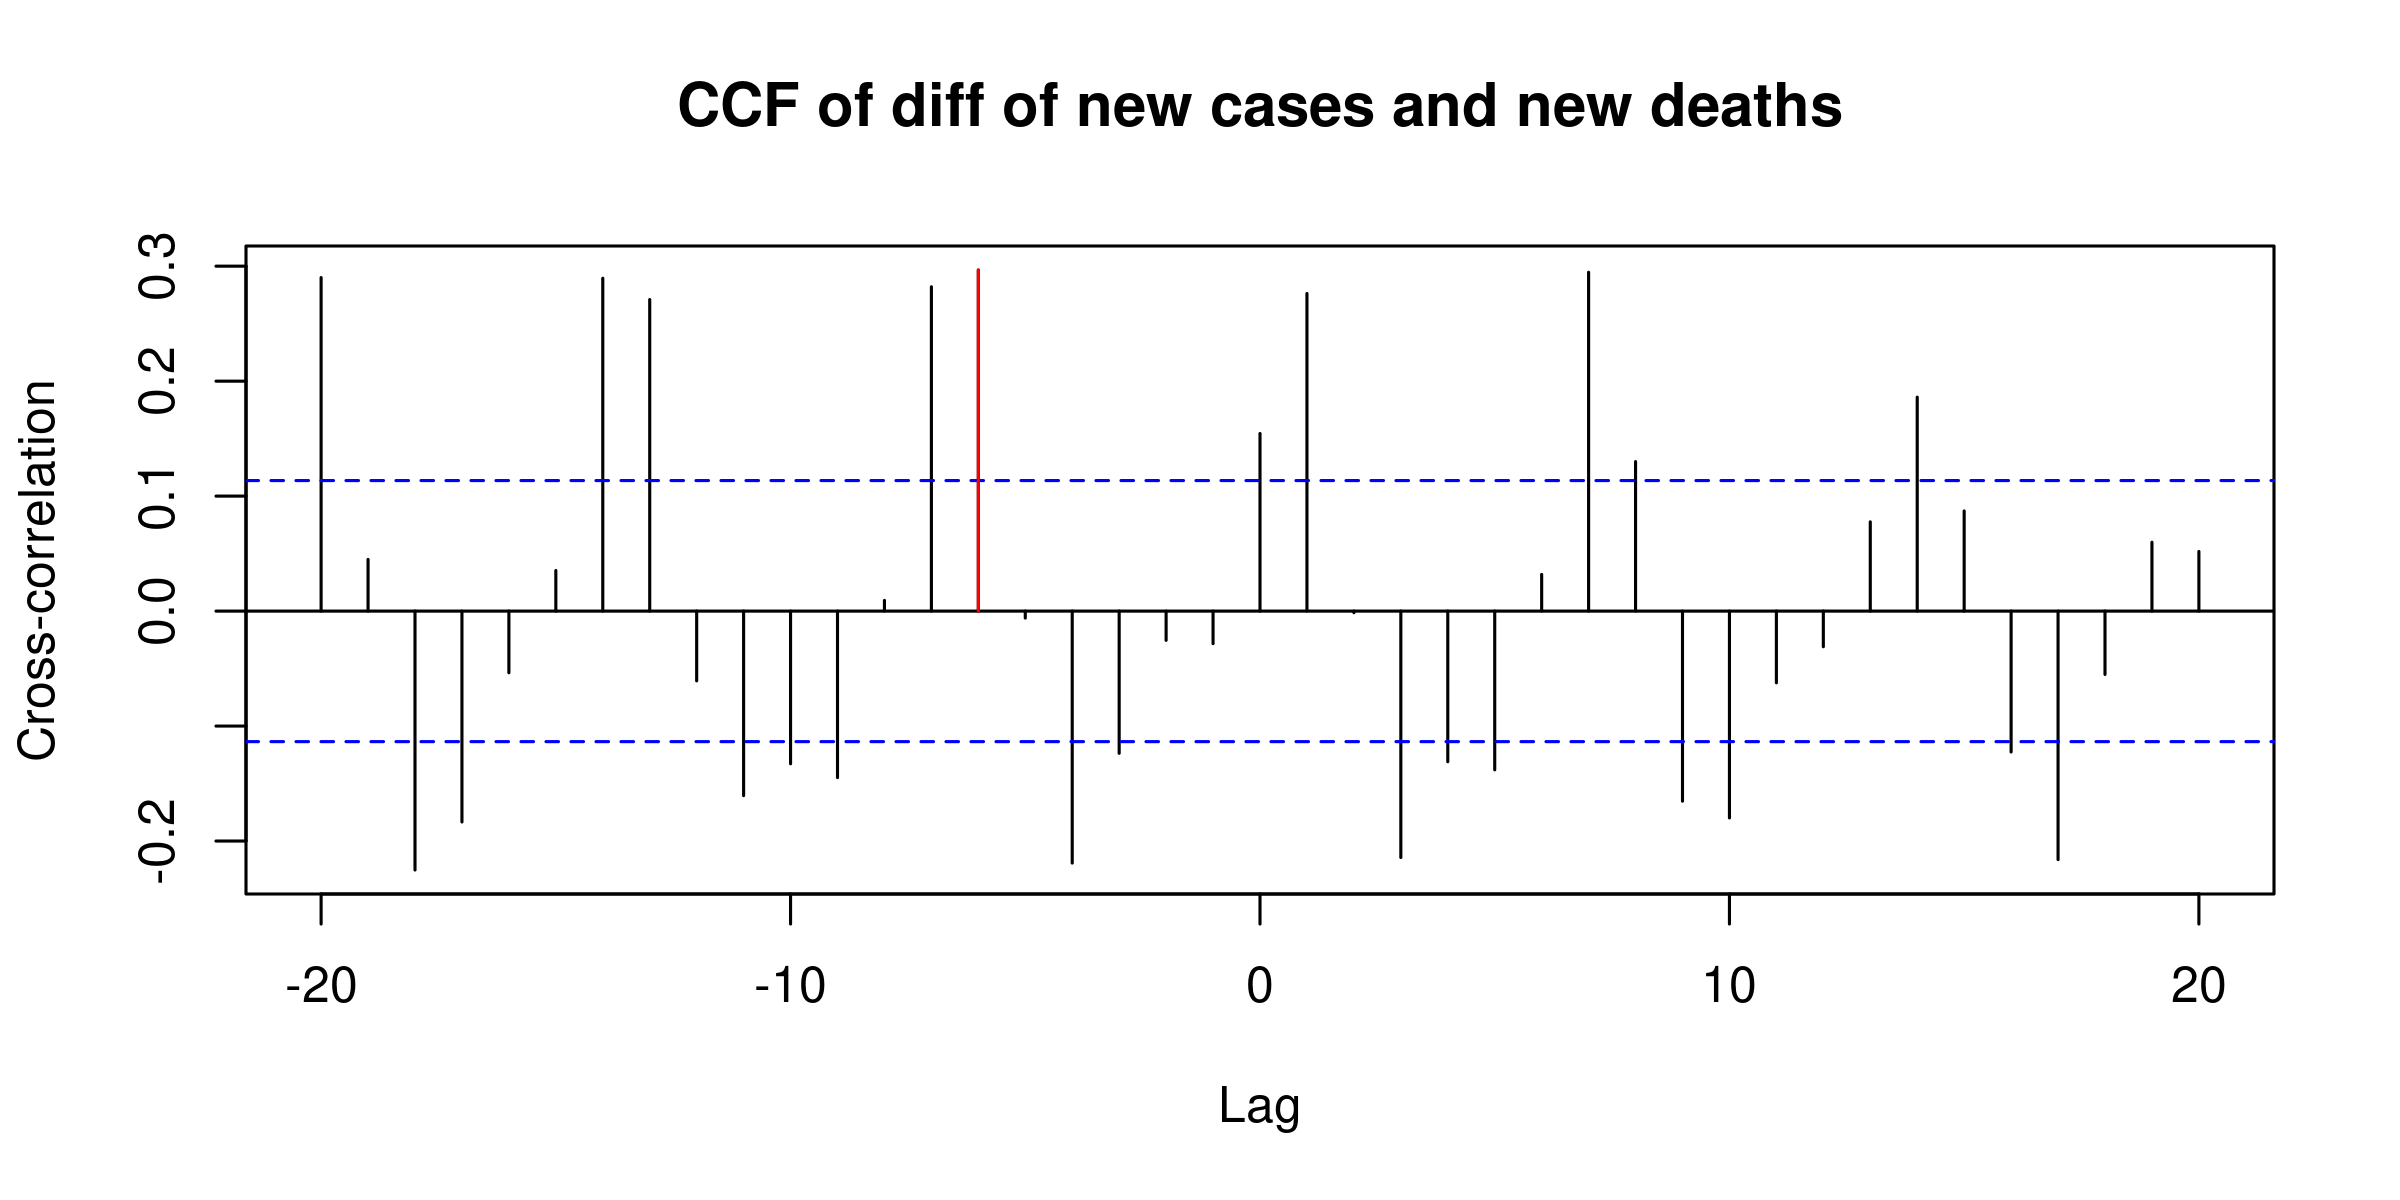 CCF of diff of new cases and new deaths
Cross-correlation
0.3
0.2
0.1
0.0
-0.2
-20 -10 0 10 20
Lag